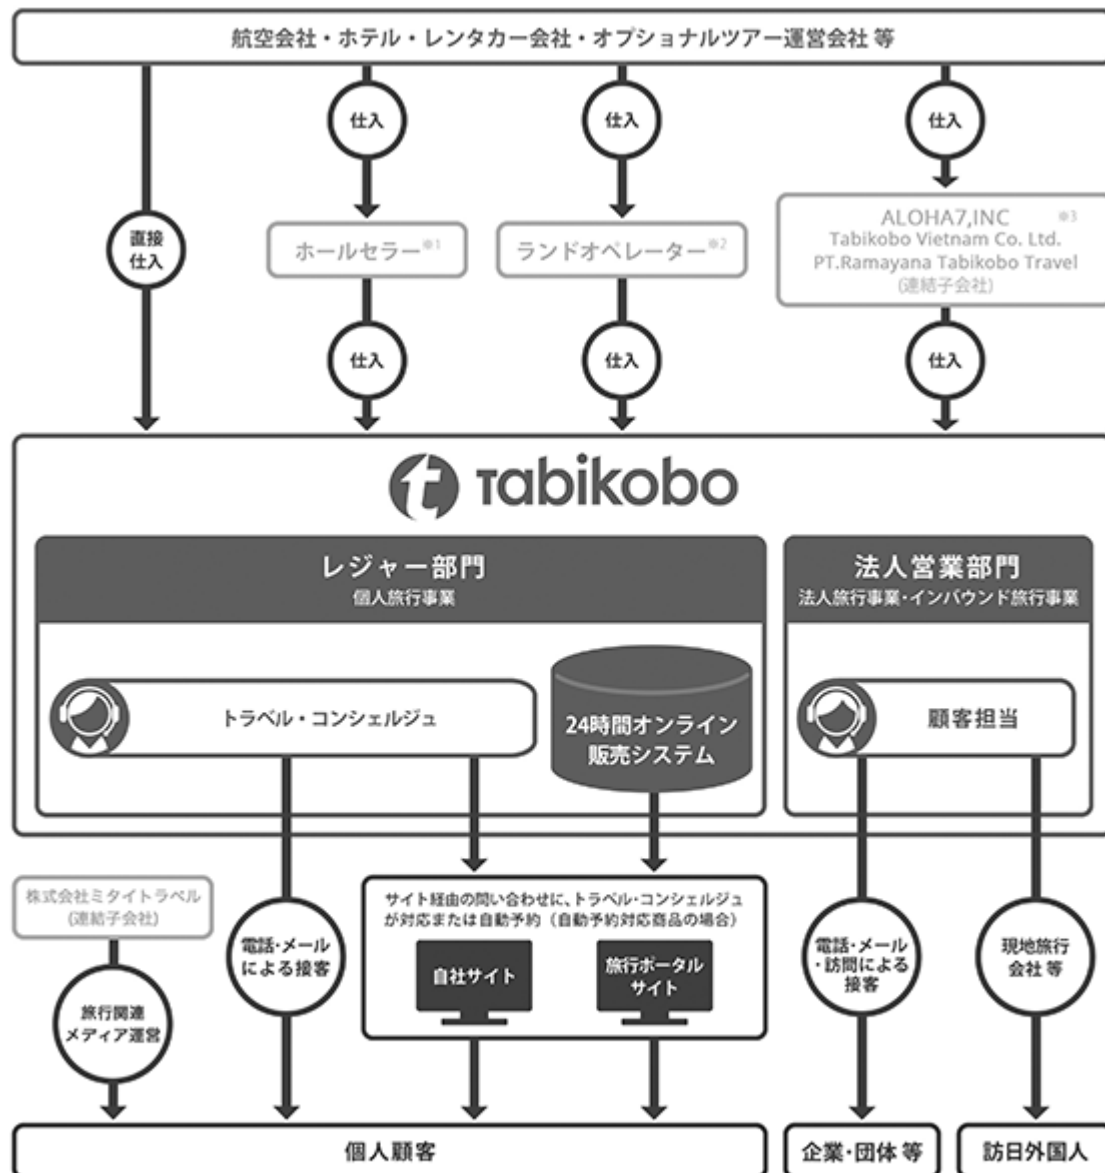 航空会社・ホテル・レンタカー会社・オプショナルツアー運営会社 等
仕入
仕入
仕入
直接
仕入
ホールセラー※1
ランドオペレーター※2
ALOHA7,INC ※3
Tabikobo Vietnam Co. Ltd.
PT.Ramayana Tabikobo Travel
(連結子会社)
仕入
仕入
仕入
t Tabikobo
レジャー部門
個人旅行事業
法人営業部門
法人旅行事業・インバウンド旅行事業
トラベル・コンシェルジュ
24時間オンライン
販売システム
顧客担当
株式会社ミタイトラベル
(連結子会社)
旅行関連
メディア運営
電話・メール
による接客
サイト経由の問い合わせに、トラベル・コンシェルジュ
が対応または自動予約（自動予約対応商品の場合）
自社サイト
旅行ポータル
サイト
電話・メール
・訪問による
接客
現地旅行
会社 等
個人顧客
企業・団体 等
訪日外国人